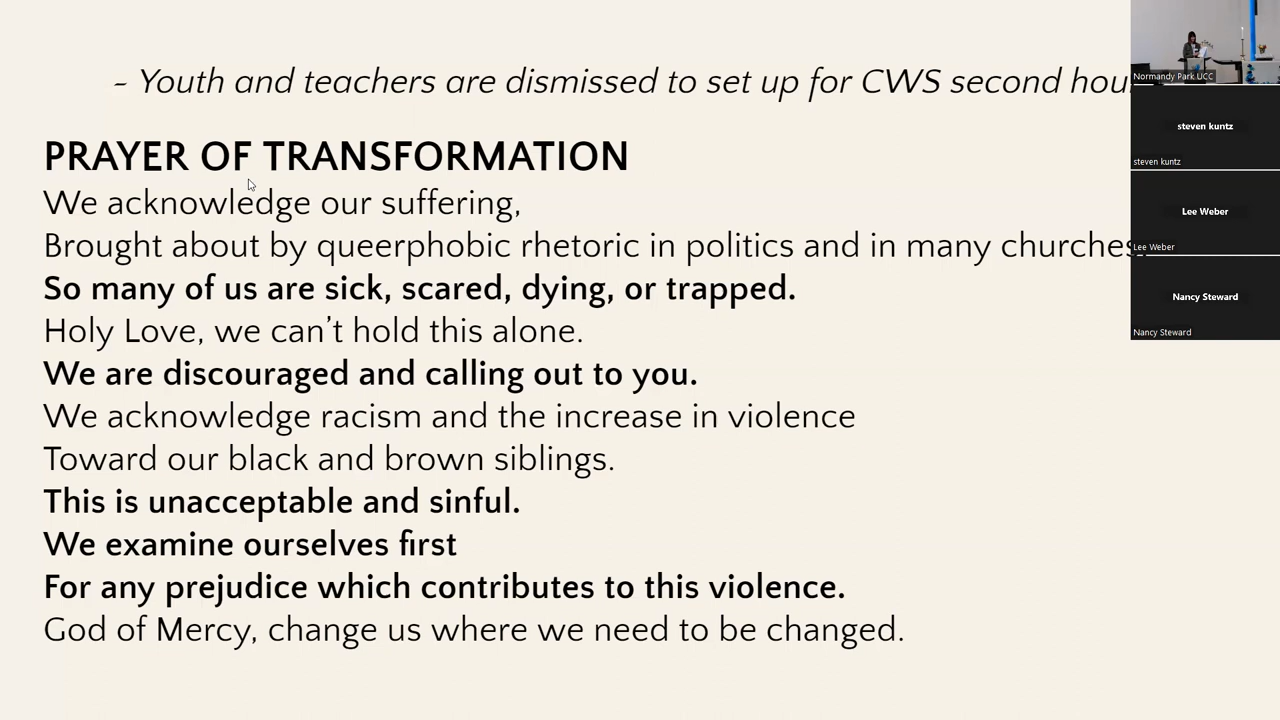 ~ Youth and teachers are dismissed to set up for CWS second
PRAYER OF TRANSFORMATION
We acknowledge our suffering,
Brought about by queerphobic rhetoric in politics and in many churches.
So many of us are sick, scared, dying, or trapped.
Holy Love, we can’t hold this alone.
We are discouraged and calling out to you.
We acknowledge racism and the increase in violence
Toward our black and brown siblings.
This is unacceptable and sinful.
We examine ourselves first
For any prejudice which contributes to this violence.
God of Mercy, change us where we need to be changed.
Normandy Park UCC
steven kuntz
steven kuntz
Lee Weber
Lee Weber
Nancy Steward
Nancy Steward